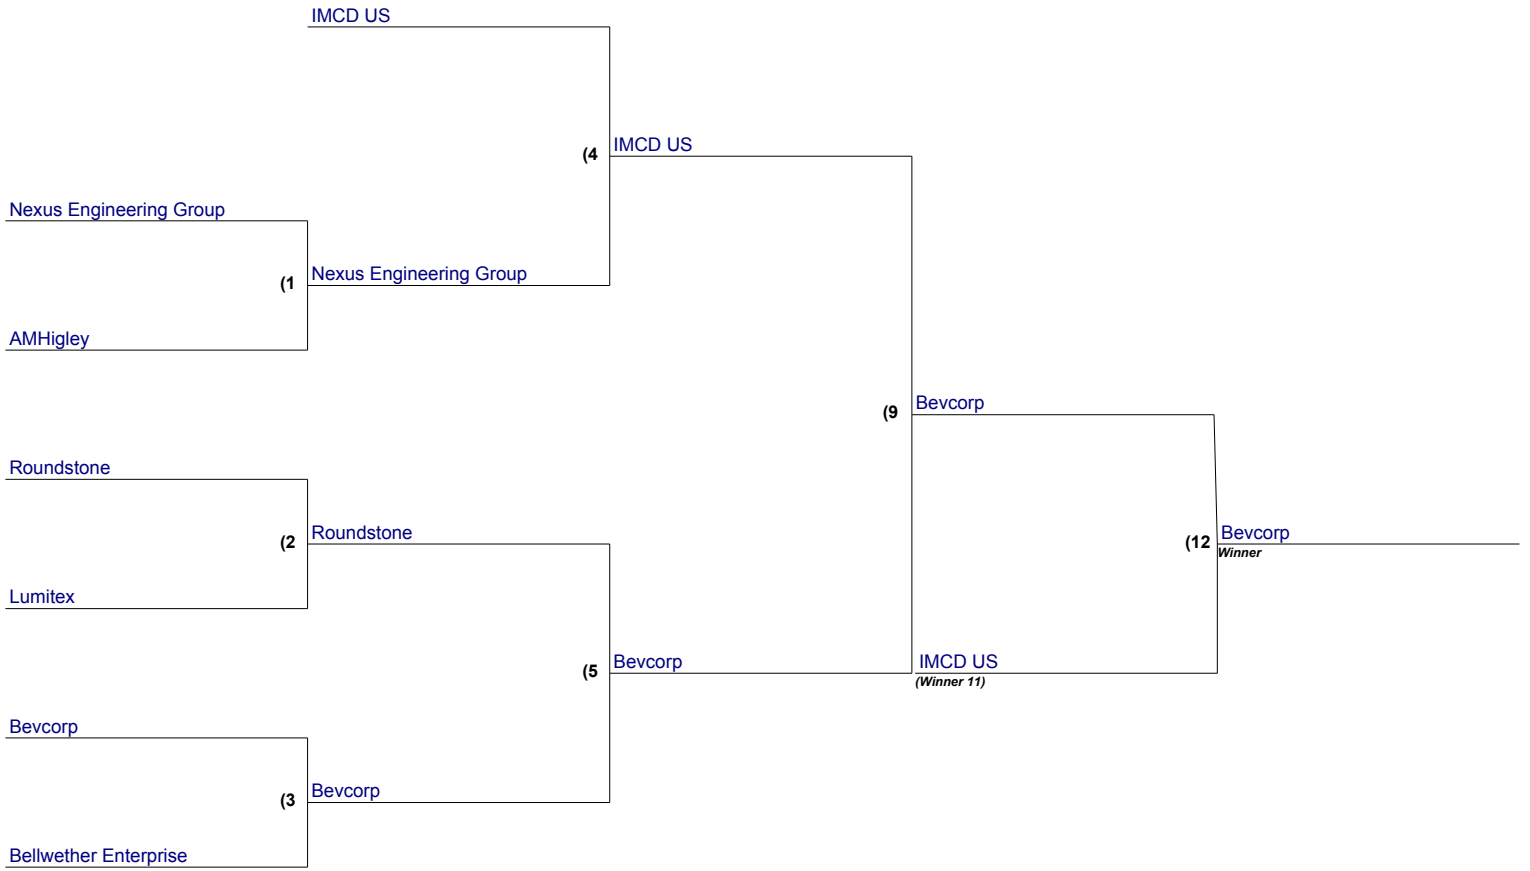 IMCD US
(4
IMCD US
Nexus Engineering Group
(1
Nexus Engineering Group
AMHigley
(9
Bevcorp
Roundstone
(2
Roundstone
(12
Bevcorp
Winner
Lumitex
(5
Bevcorp
IMCD US
(Winner 11)
Bevcorp
(3
Bevcorp
Bellwether Enterprise